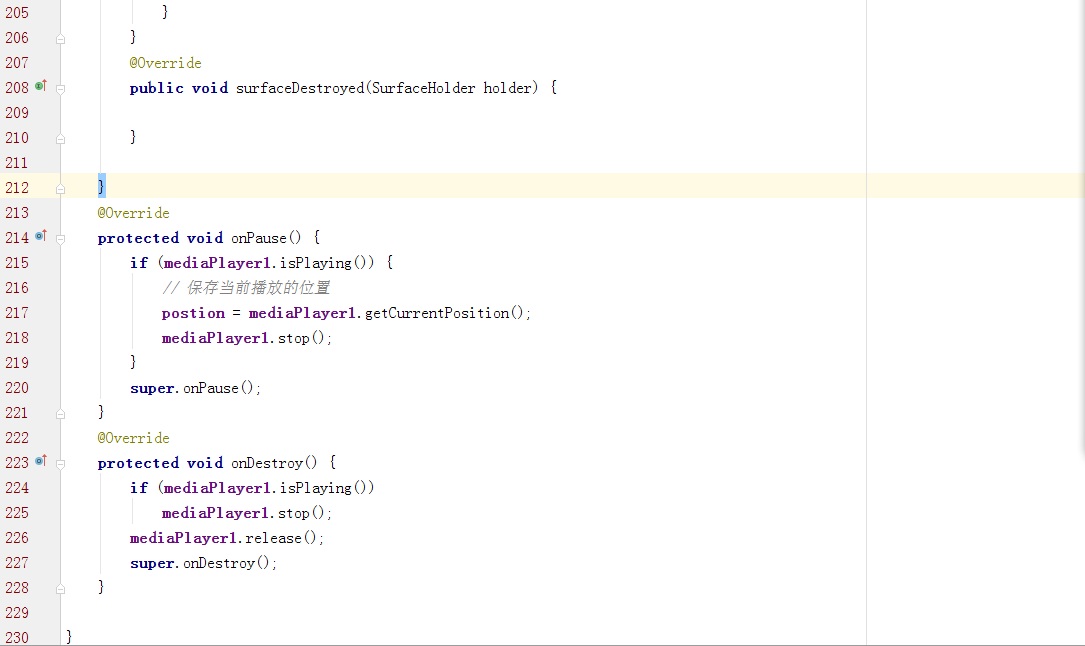 205             }
206         }
207         @Override
208         public void surfaceDestroyed(SurfaceHolder holder) {
209
210         }
211
212     }
213     @Override
214     protected void onPause() {
215         if (mediaPlayer1.isPlaying()) {
216             // 保存当前播放的位置
217             postion = mediaPlayer1.getCurrentPosition();
218             mediaPlayer1.stop();
219         }
220         super.onPause();
221     }
222     @Override
223     protected void onDestroy() {
224         if (mediaPlayer1.isPlaying())
225             mediaPlayer1.stop();
226         mediaPlayer1.release();
227         super.onDestroy();
228     }
229
230 }